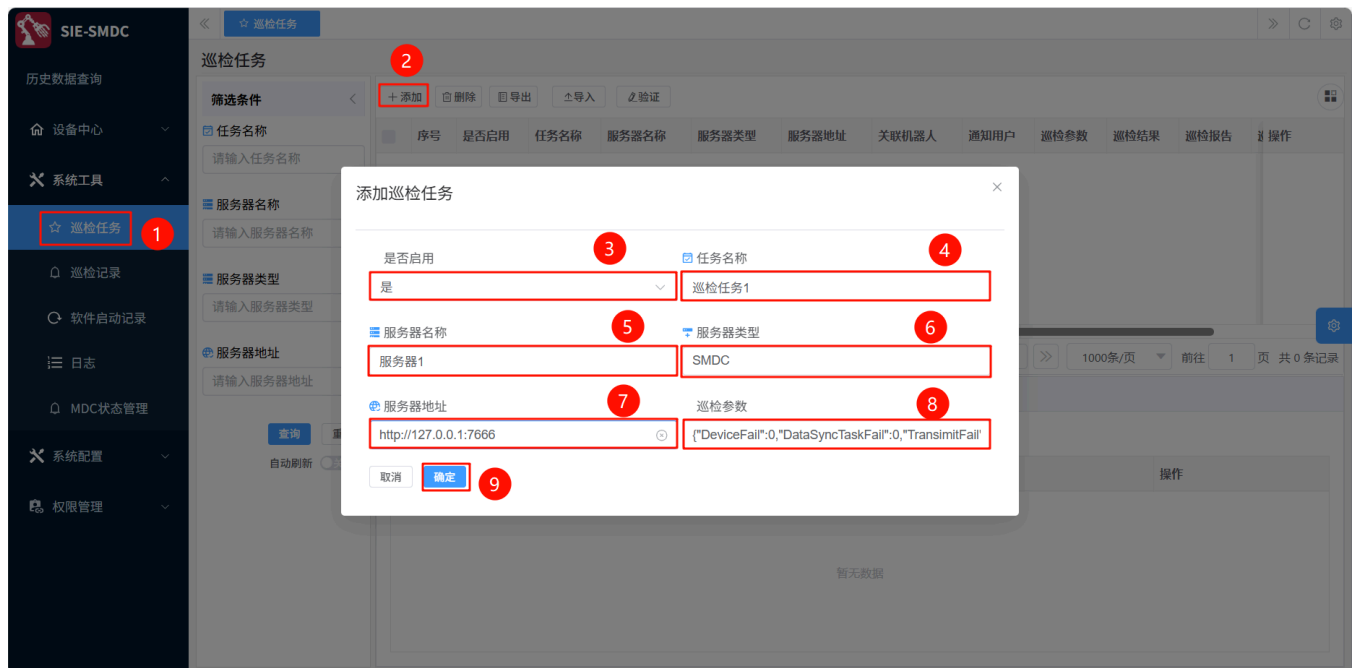 SIE-SMDC
历史数据查询
设备中心
系统工具
巡检任务
1
巡检记录
软件启动记录
日志
MDC状态管理
系统配置
权限管理
巡检任务
巡检任务
筛选条件
任务名称
请输入任务名称
服务器名称
请输入服务器名称
服务器类型
请输入服务器类型
服务器地址
请输入服务器地址
查询
自动刷新
2
添加 删除 导出 导入 验证
序号 是否启用 任务名称 服务器名称 服务器类型 服务器地址 关联机器人 通知用户 巡检参数 巡检结果 巡检报告 操作
添加巡检任务
是否启用 3 任务名称 4
是 巡检任务1
服务器名称 5 服务器类型 6
服务器1 SMDC
服务器地址 7 巡检参数 8
http://127.0.0.1:7666 {"DeviceFail":0,"DataSyncTaskFail":0,"TransimitFail"
取消 确定 9
1000条/页 前往 1 页 共 0 条记录
操作
暂无数据